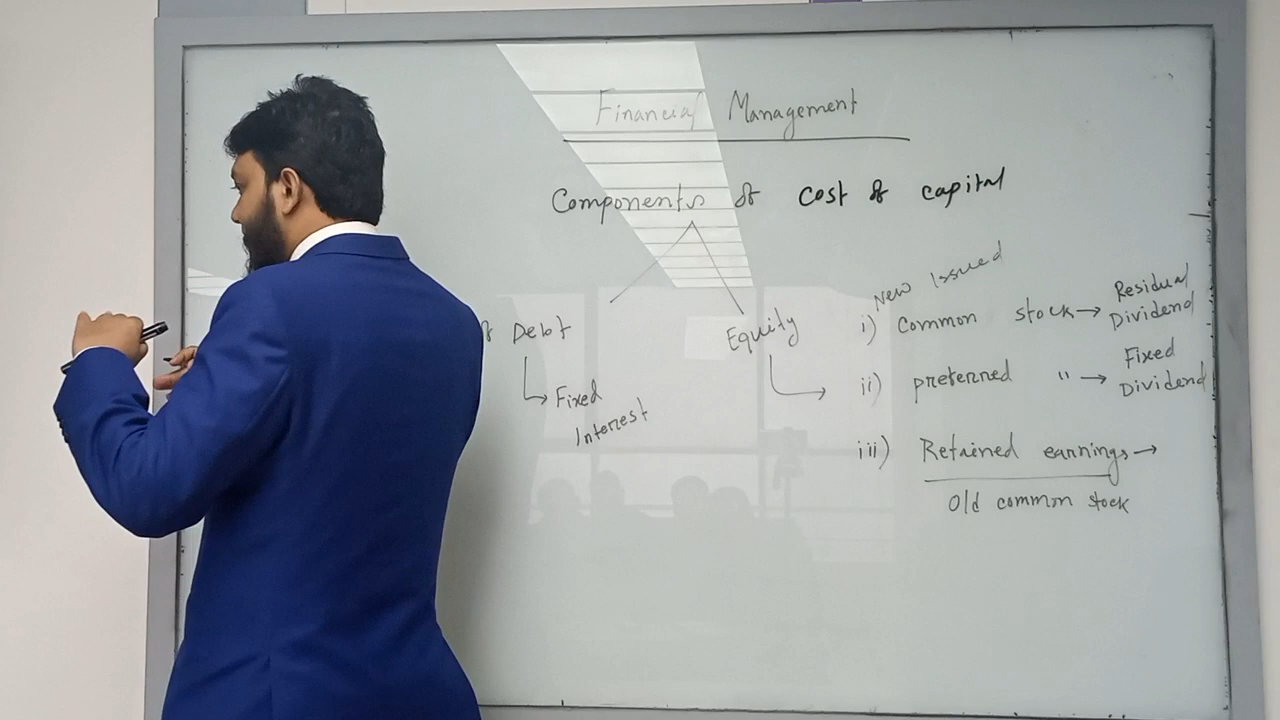 Financial Management
Components of cost of capital
Debt
Fixed
Interest
Equity
New Issued
i) Common stock → Residual
Dividend
ii) preferred " → Fixed
Dividend
iii) Retained earnings →
Old common stock